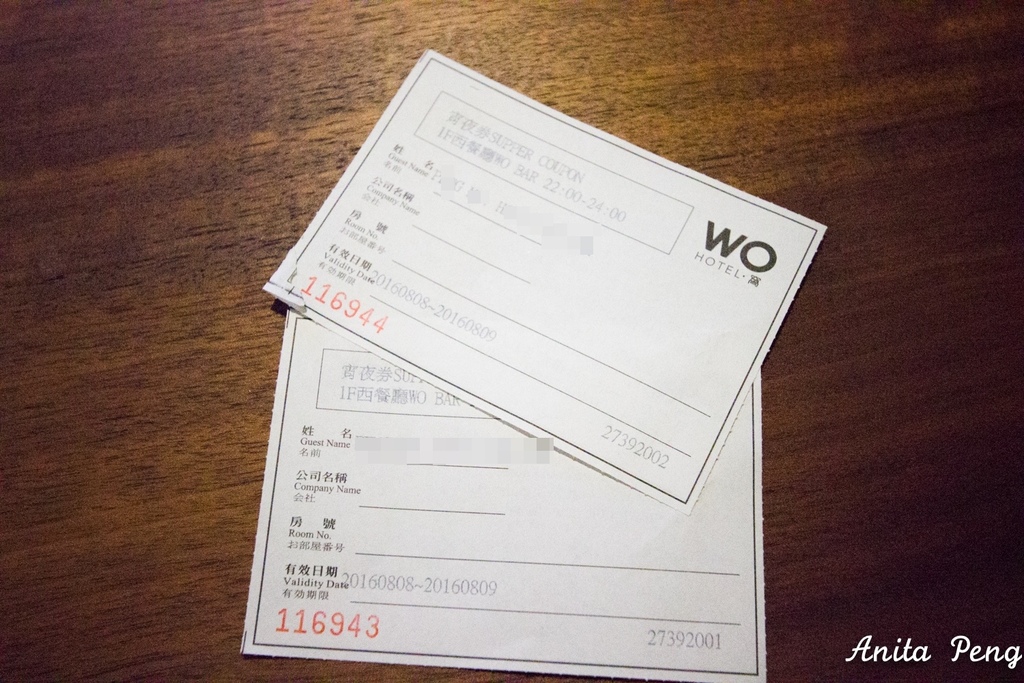 宵夜券SUPPER COUPON
1F西餐廳WO BAR 22:00-24:00
姓 名
Guest Name
名前
公司名稱
Company Name
会社
房 號
Room No.
お部屋番号
有效日期
Validity Date 20160808~20160809
有効期限
116944
27392002
WO
HOTEL·窩
宵夜券
1F西餐廳WO BAR
姓 名
Guest Name
名前
公司名稱
Company Name
会社
房 號
Room No.
お部屋番号
有效日期
Validity Date 20160808~20160809
有効期限
116943
27392001
Anita Peng